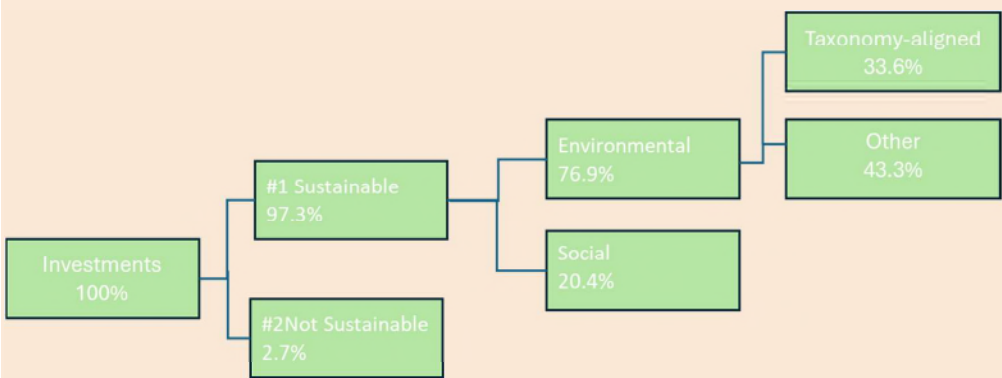 Taxonomy-aligned
33.6%
Other
43.3%
Environmental
76.9%
Social
20.4%
#1 Sustainable
97.3%
#2Not Sustainable
2.7%
Investments
100%